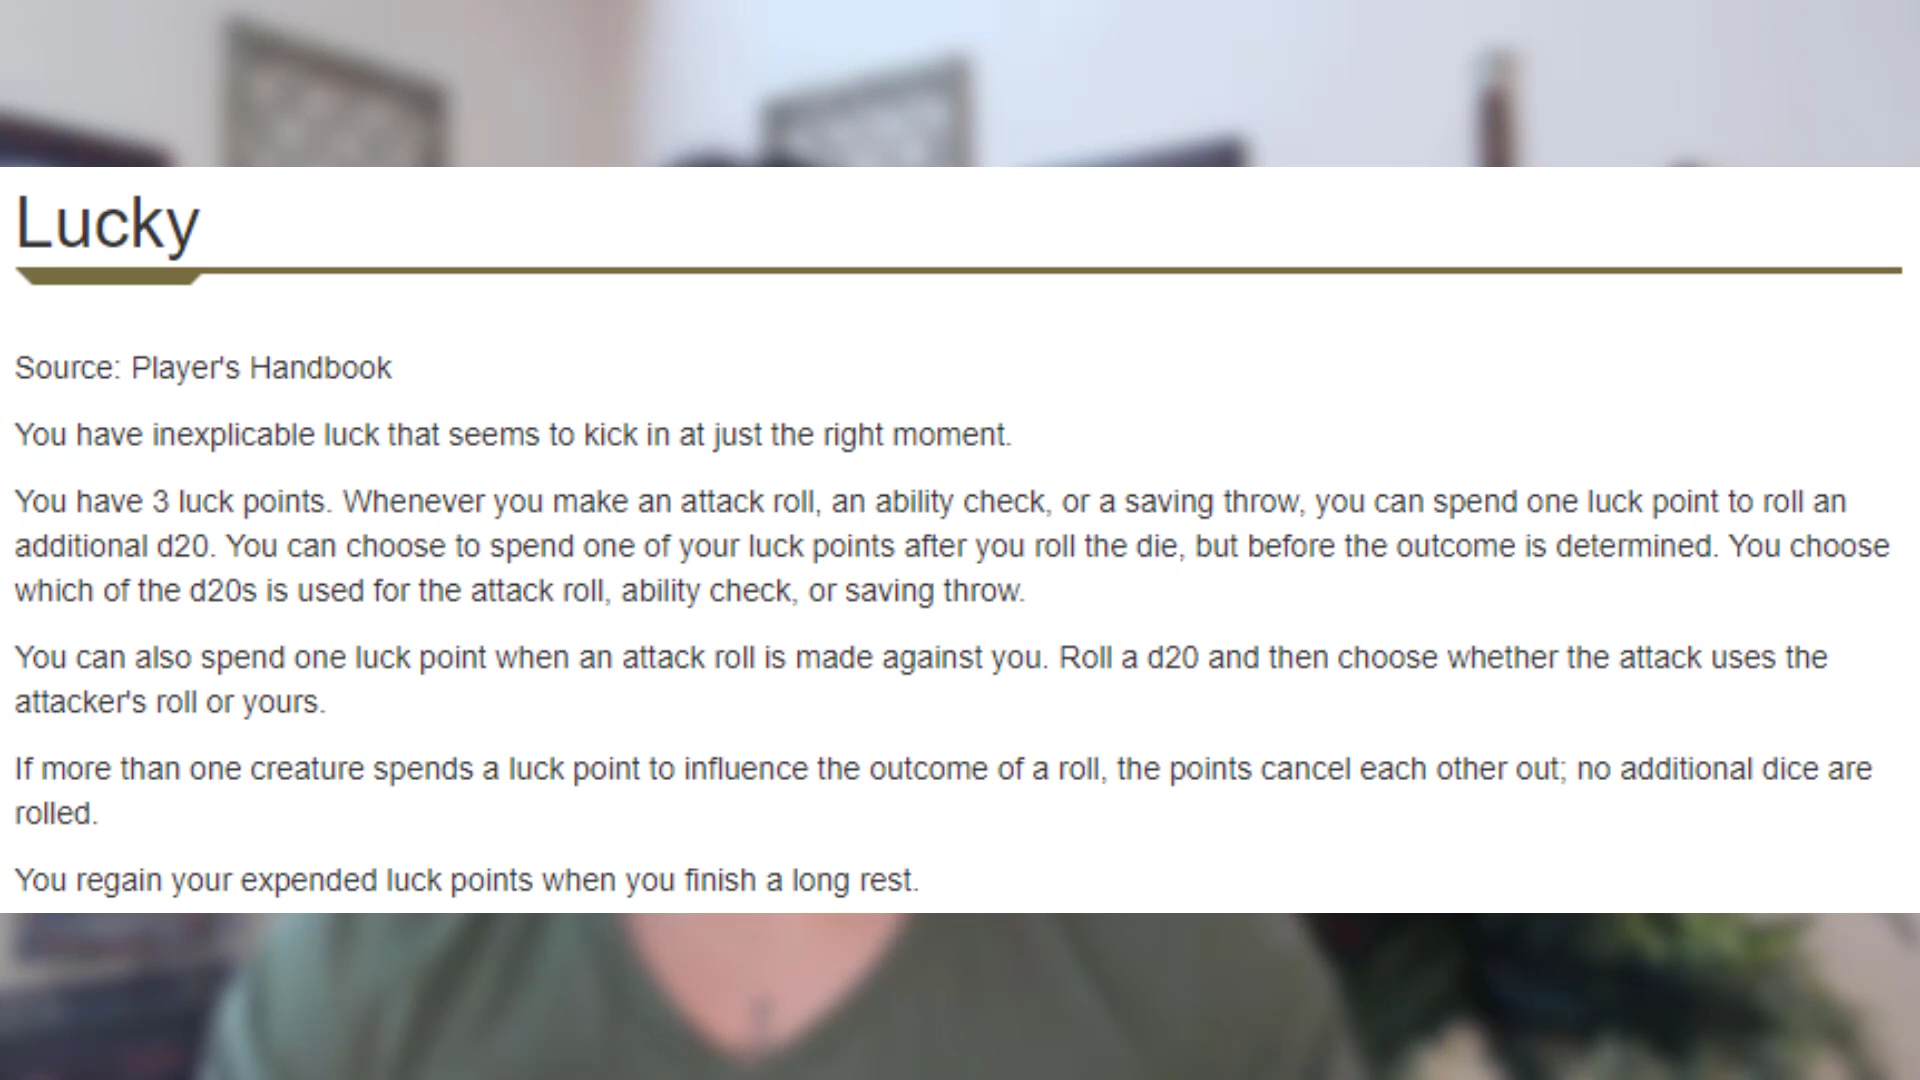 Lucky
Source: Player's Handbook
You have inexplicable luck that seems to kick in at just the right moment.
You have 3 luck points. Whenever you make an attack roll, an ability check, or a saving throw, you can spend one luck point to roll an
additional d20. You can choose to spend one of your luck points after you roll the die, but before the outcome is determined. You choose
which of the d20s is used for the attack roll, ability check, or saving throw.
You can also spend one luck point when an attack roll is made against you. Roll a d20 and then choose whether the attack uses the
attacker's roll or yours.
If more than one creature spends a luck point to influence the outcome of a roll, the points cancel each other out; no additional dice are
rolled.
You regain your expended luck points when you finish a long rest.